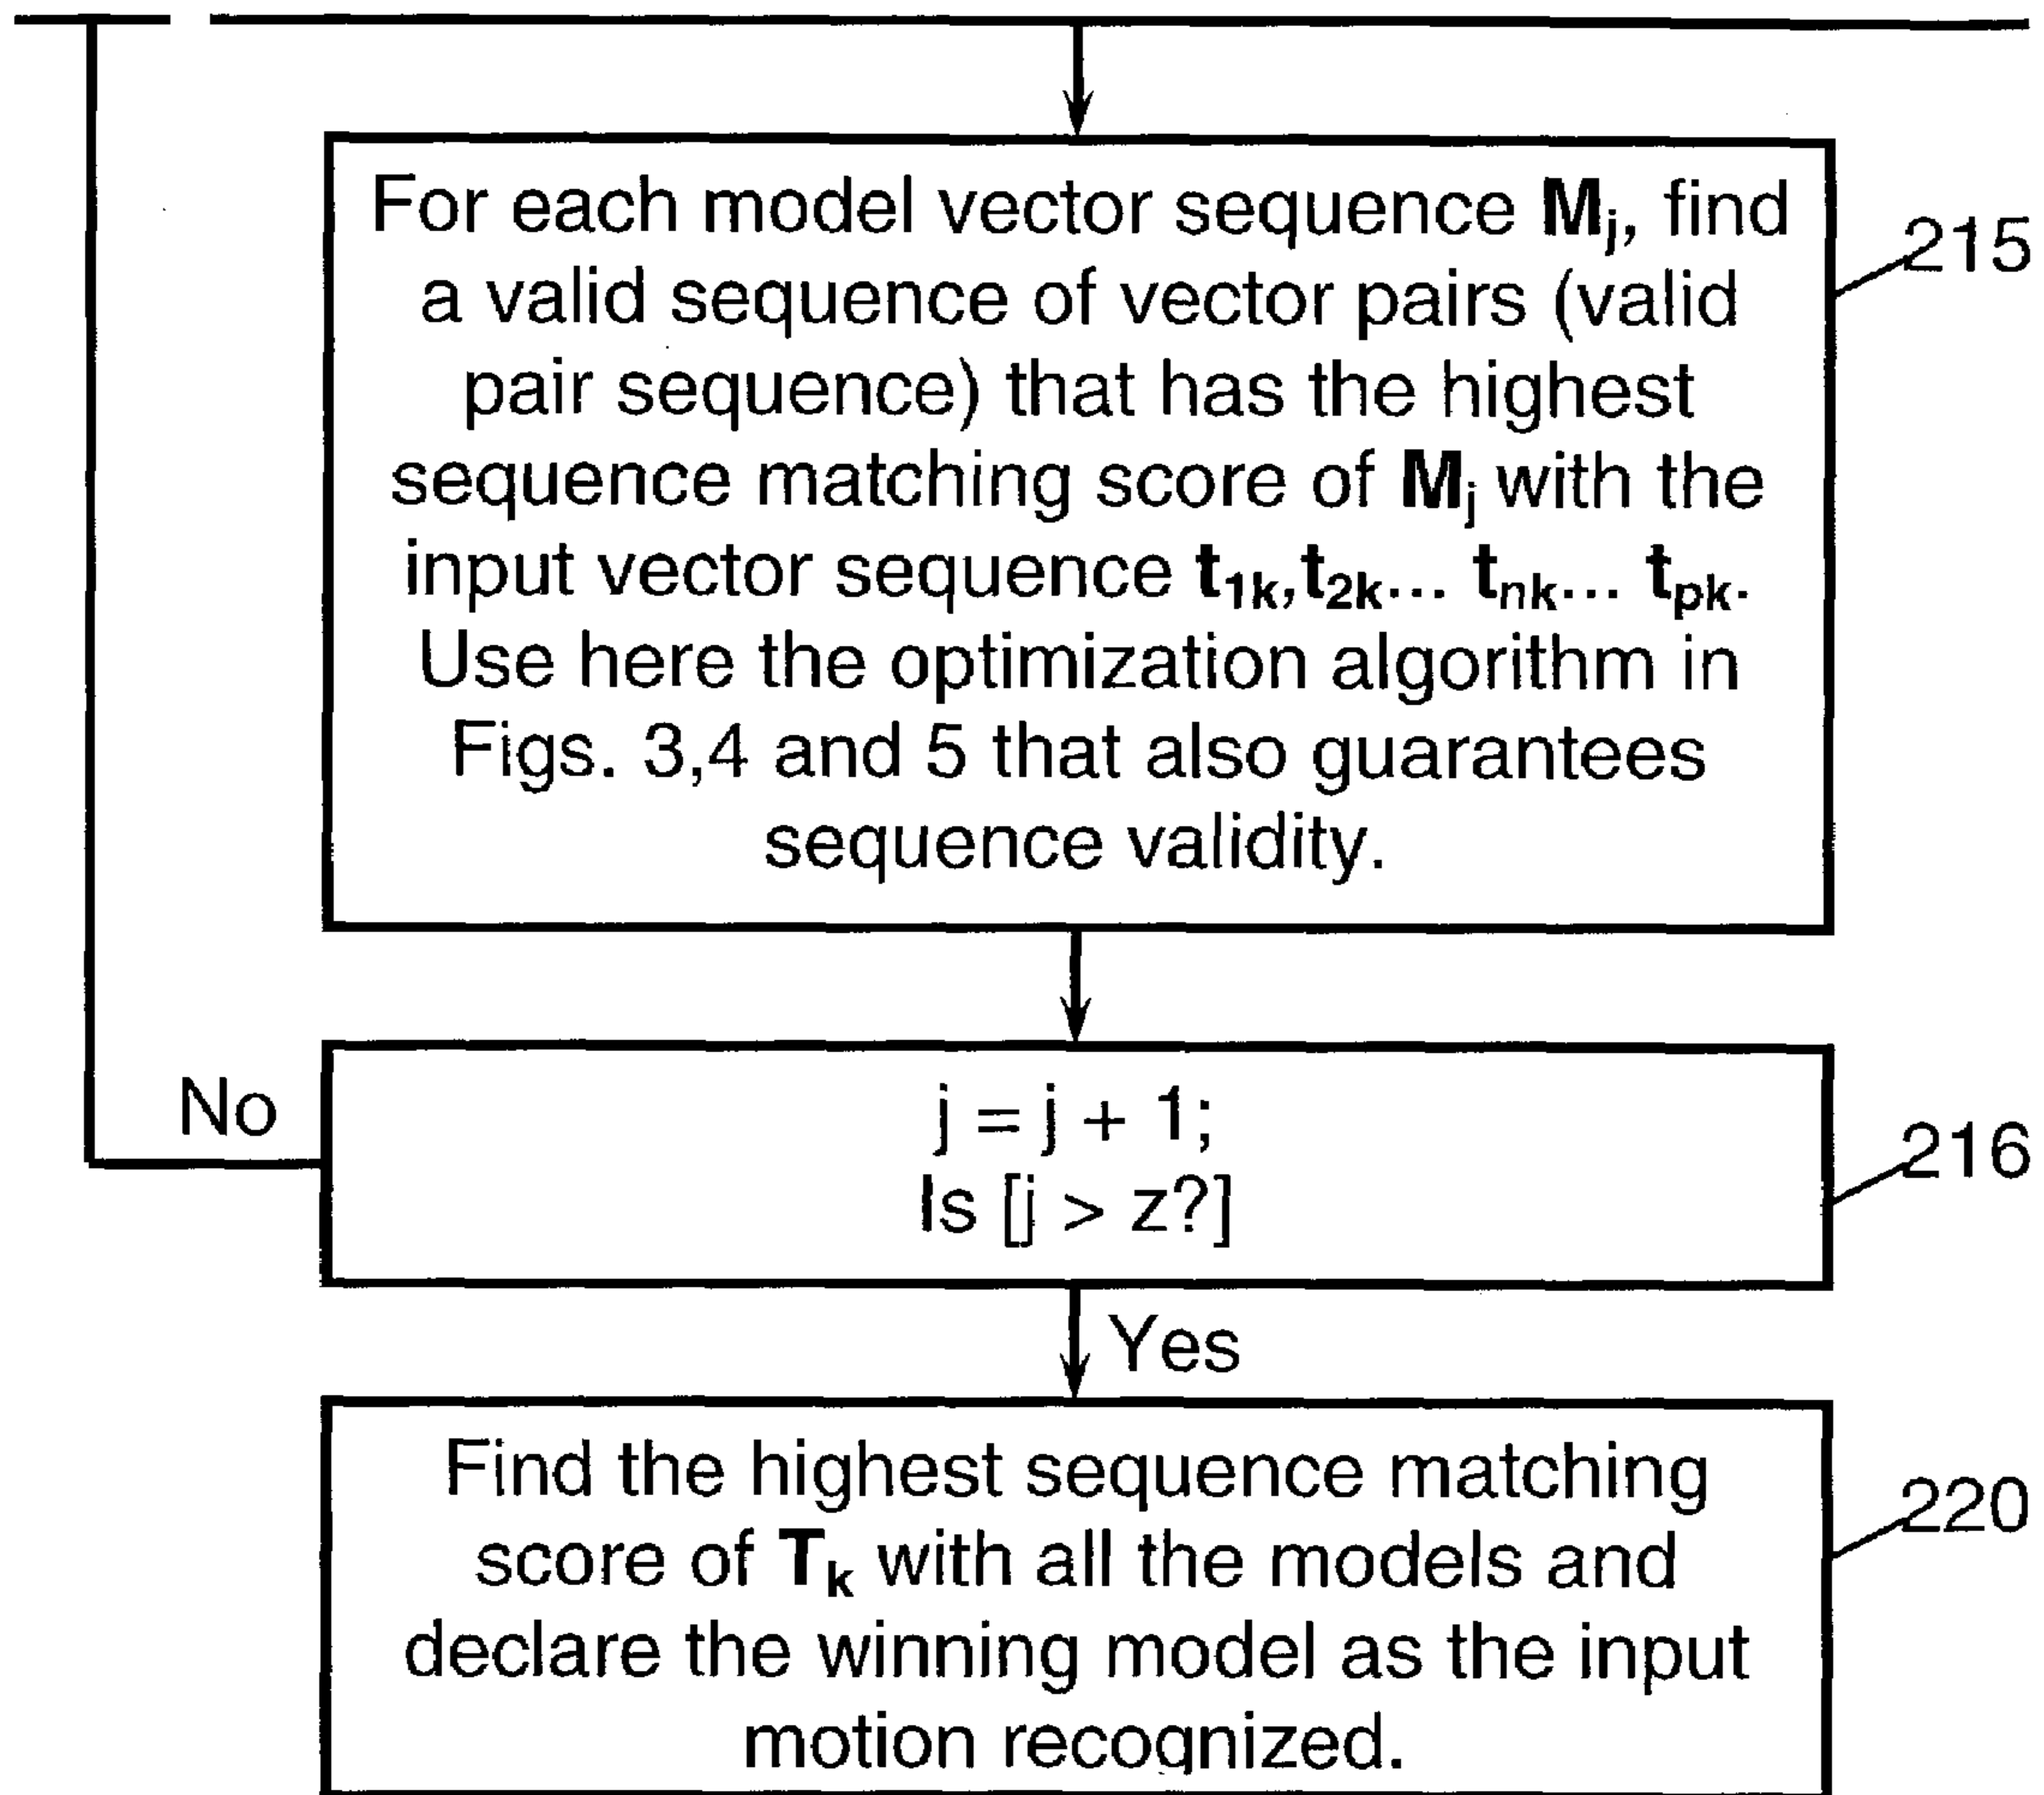 For each model vector sequence Mj, find
a valid sequence of vector pairs (valid
pair sequence) that has the highest
sequence matching score of Mj with the
input vector sequence t1k,t2k... tnk... tpk.
Use here the optimization algorithm in
Figs. 3,4 and 5 that also guarantees
sequence validity.
215
No
j = j + 1;
Is [j > z?]
216
Yes
Find the highest sequence matching
score of Tk with all the models and
declare the winning model as the input
motion recognized.
220